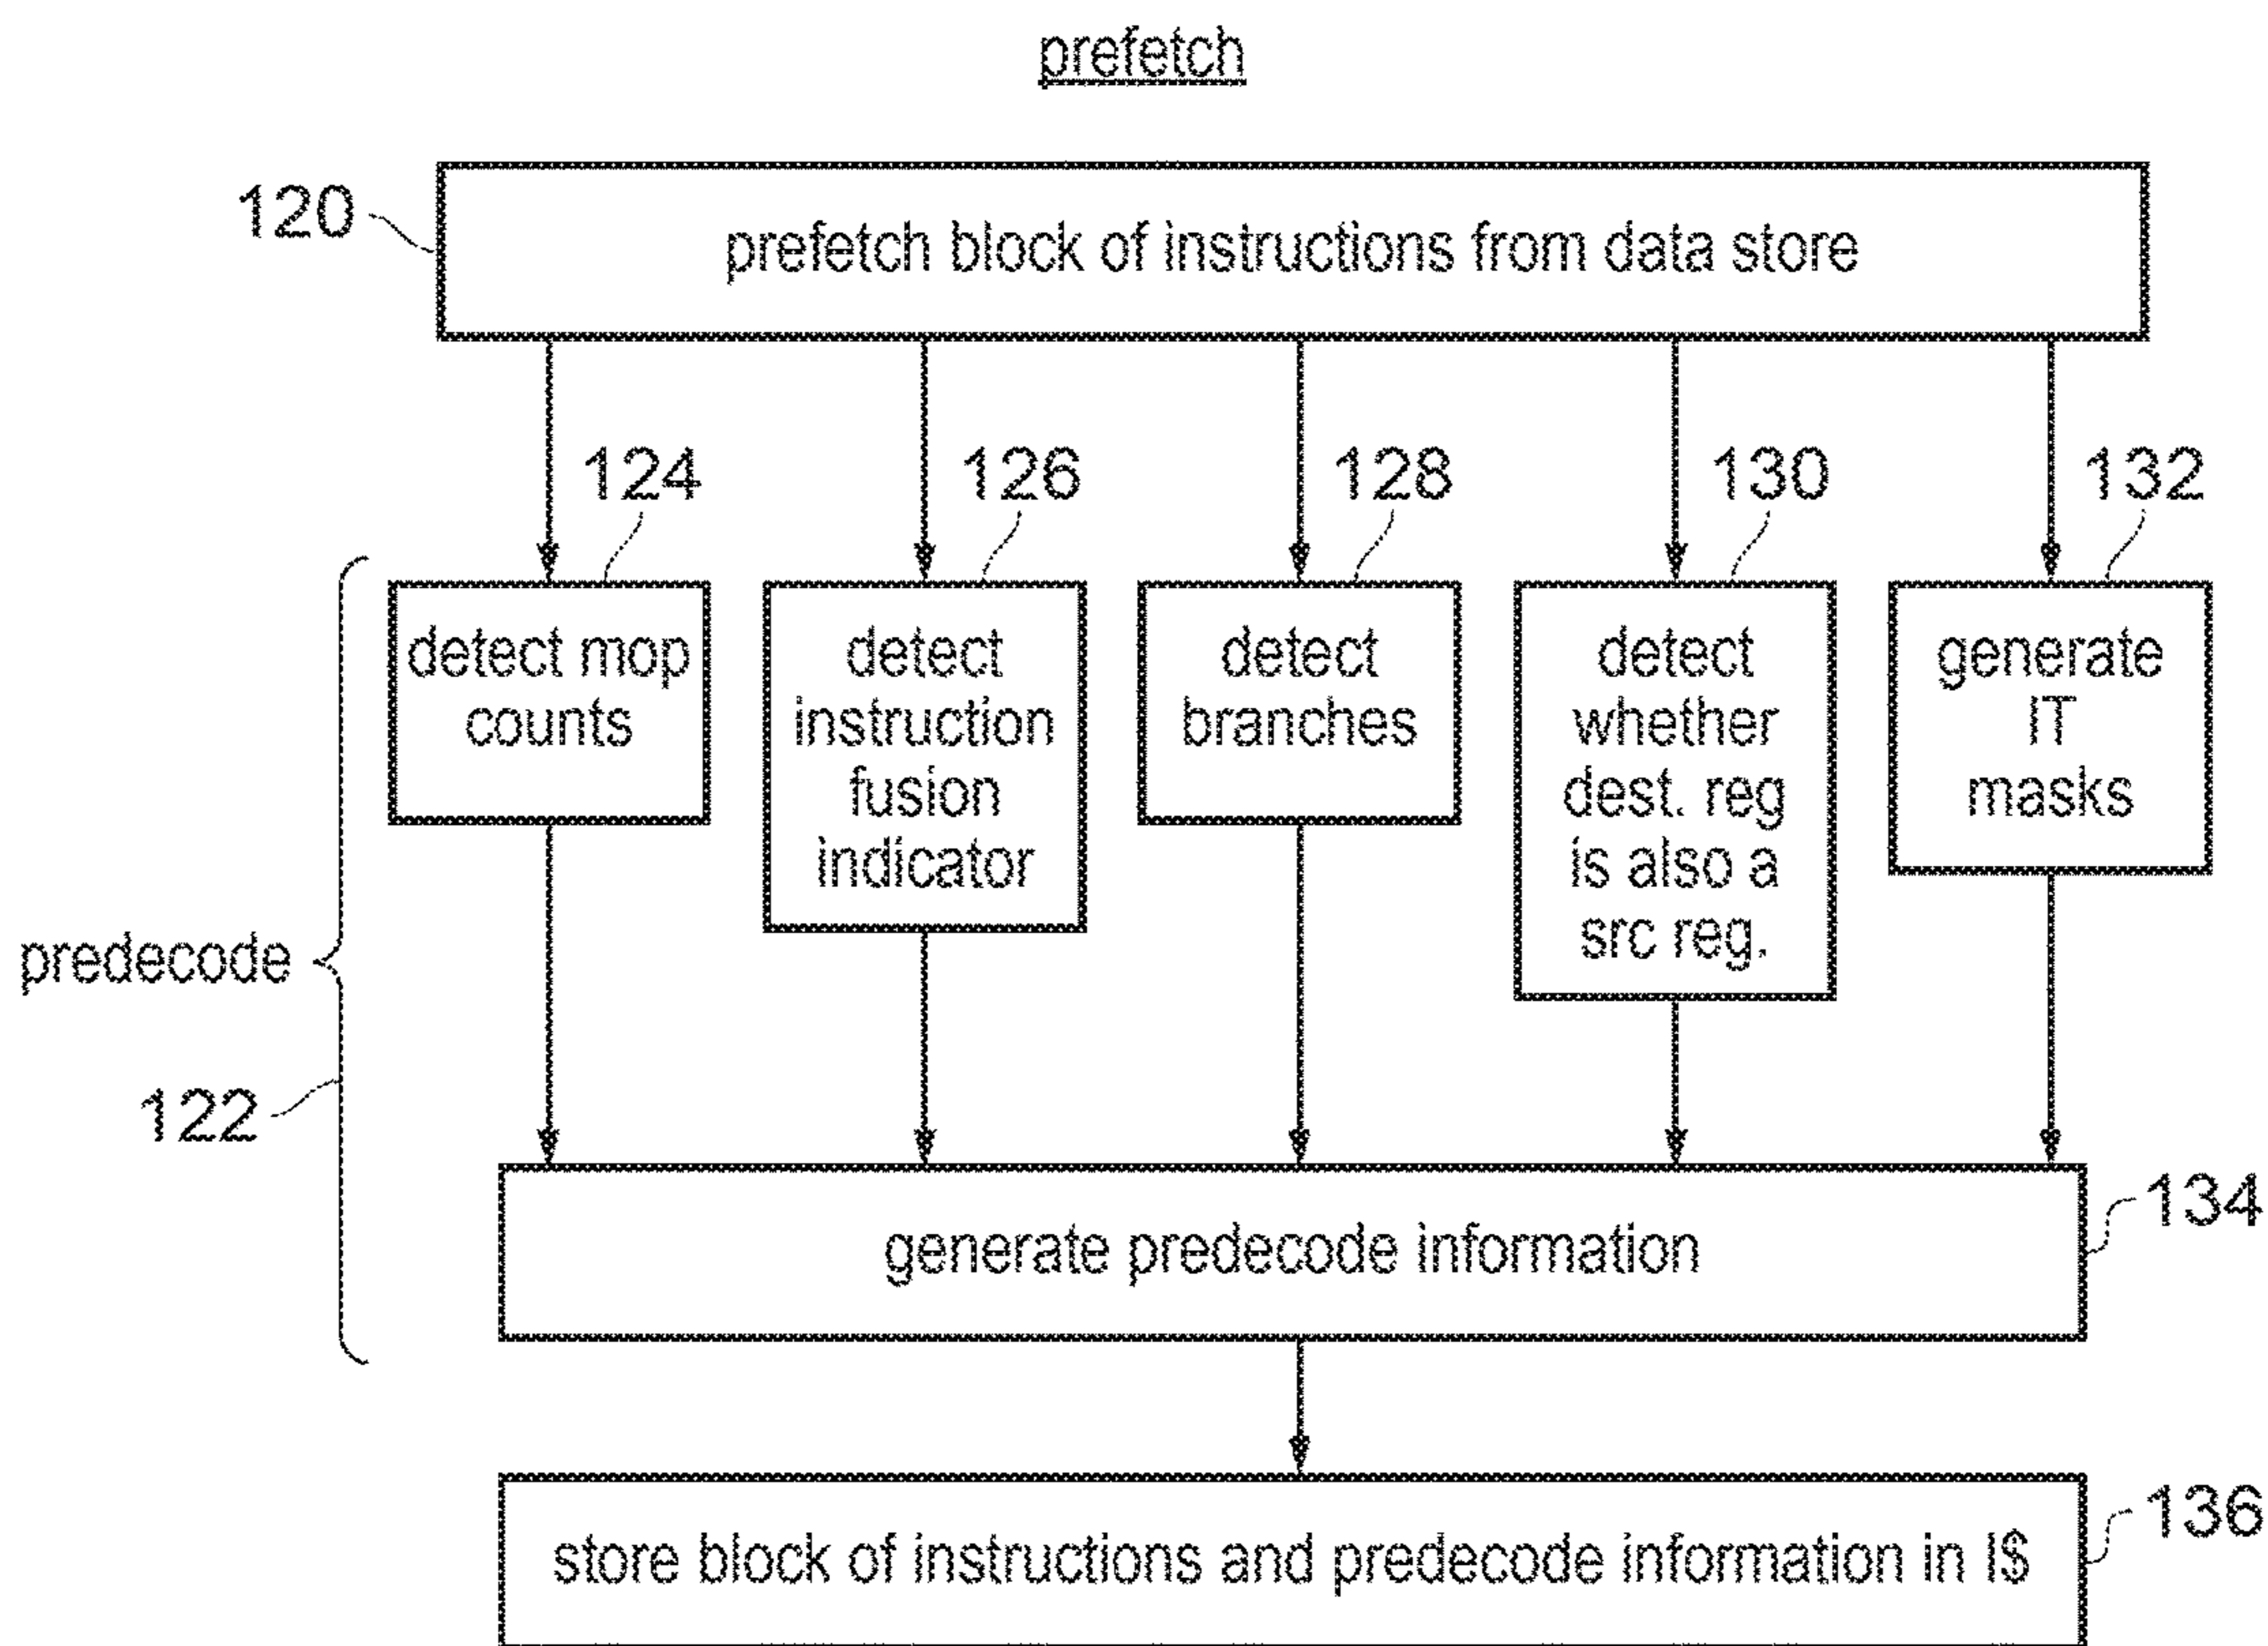 prefetch
120
prefetch block of instructions from data store
124
126
128
130
132
detect mop
counts
detect
instruction
fusion
indicator
detect
branches
detect
whether
dest. reg
is also a
src reg.
generate
IT
masks
predecode
122
134
generate predecode information
136
store block of instructions and predecode information in I$